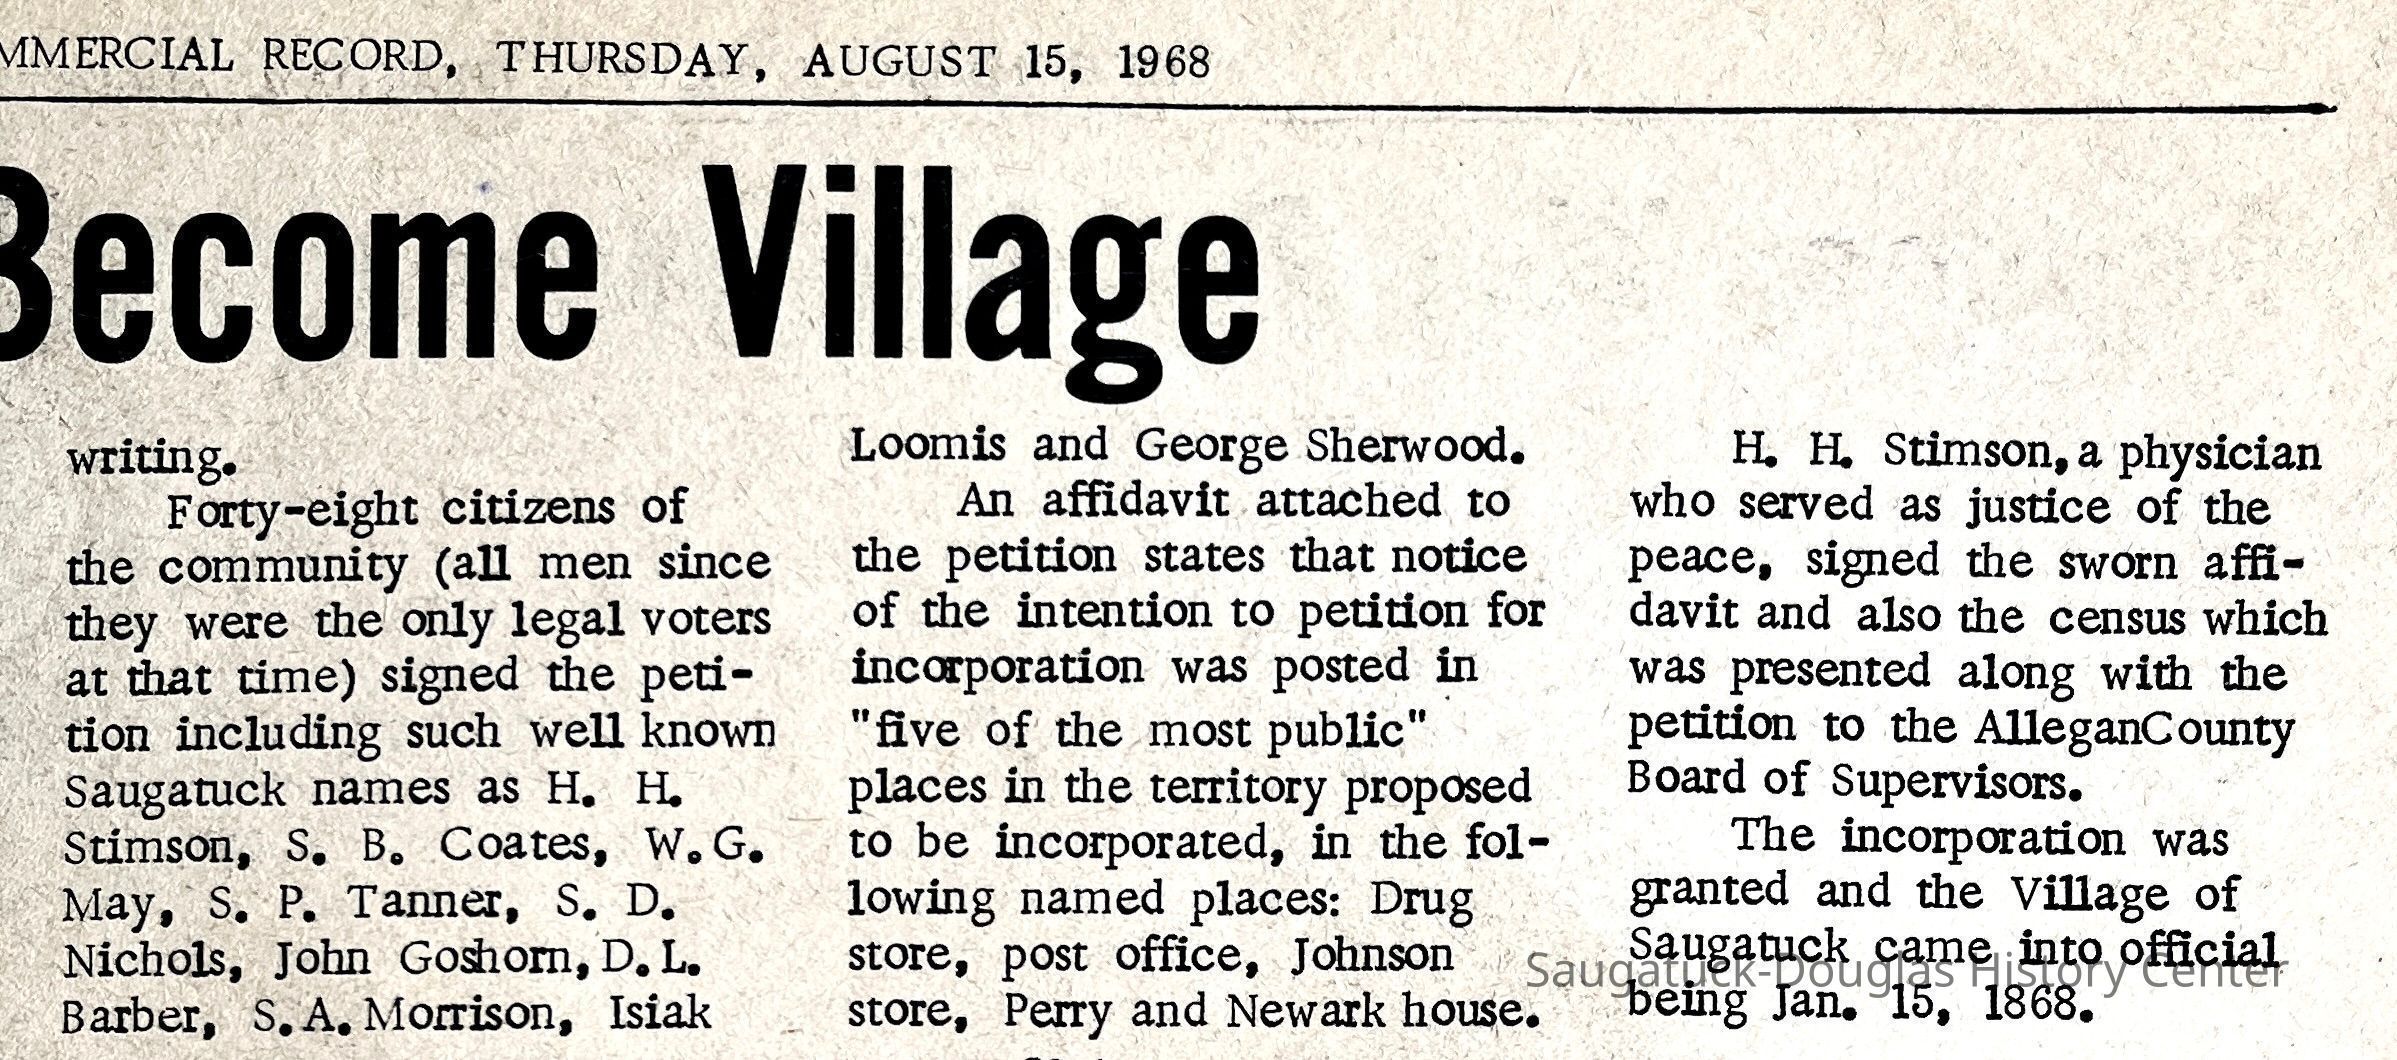 MMERCIAL RECORD, THURSDAY, AUGUST 15, 1968
Become Village
writing.
Forty-eight citizens of
the community (all men since
they were the only legal voters
at that time) signed the peti-
tion including such well known
Saugatuck names as H. H.
Stimson, S. B. Coates, W. G.
May, S. P. Tanner, S. D.
Nichols, John Goshorn, D. L.
Barber, S. A. Morrison, Isiak
Loomis and George Sherwood.
An affidavit attached to
the petition states that notice
of the intention to petition for
incorporation was posted in
"five of the most public"
places in the territory proposed
to be incorporated, in the fol-
lowing named places: Drug
store, post office, Johnson
store, Perry and Newark house.
H. H. Stimson, a physician
who served as justice of the
peace, signed the sworn affi-
davit and also the census which
was presented along with the
petition to the AlleganCounty
Board of Supervisors.
The incorporation was
granted and the Village of
Saugatuck came into official
being Jan. 15, 1868.
Saugatuck-Douglas History Center